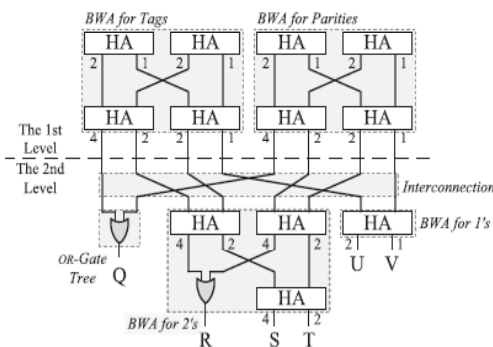 BWA for Tags BWA for Parities
HA HA HA HA
2 1 2 1 2 1 2 1
HA HA HA HA
4 2 2 1 4 2 2 1
The 1st
Level
The 2nd
Level
Interconnection
HA HA HA
BWA for 1's
4 2 4 2 2 1
OR-Gate
Tree
Q
U V
HA
4 2
BWA for 2's
R S T